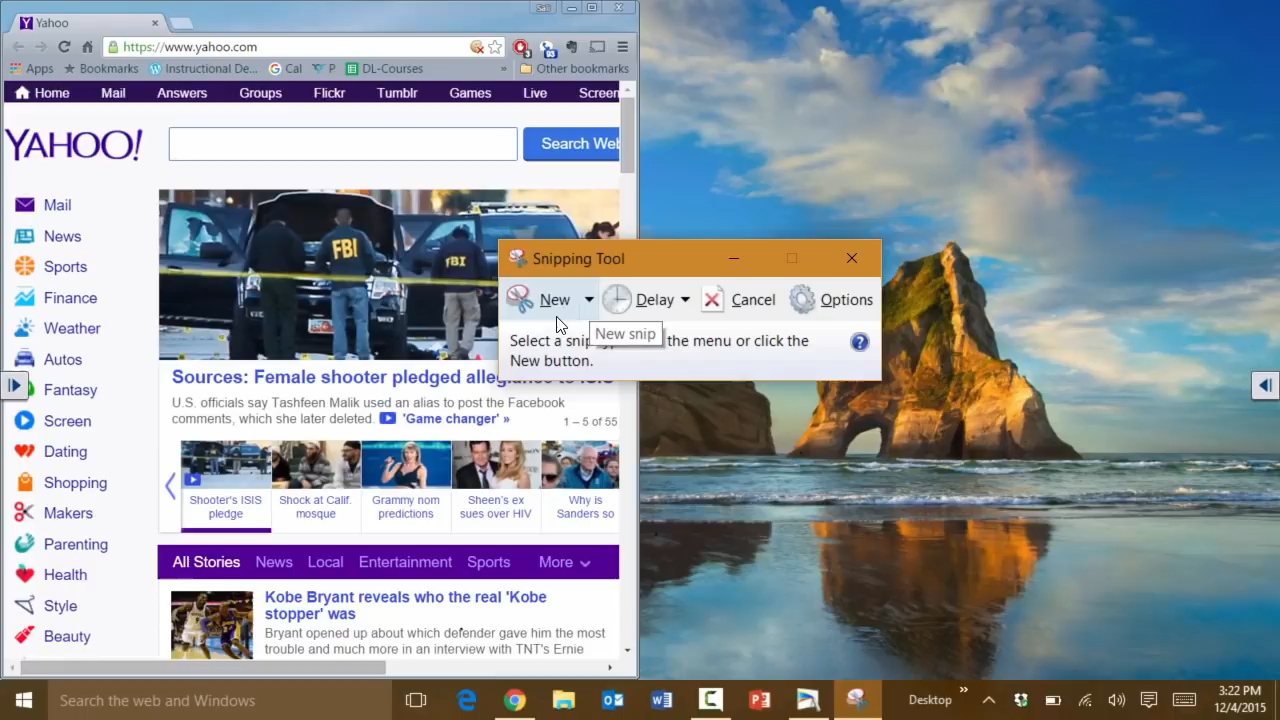 Yahoo
Sali
https://www.yahoo.com
3
93
Apps
Bookmarks
Instructional De...
Cal
P
DL-Courses
»
Other bookmarks
Home
Mail
Answers
Groups
Flickr
Tumblr
Games
Live
Screen
YAHOO!
Search Web
Mail
News
Sports
Finance
Weather
Autos
Fantasy
Screen
Dating
Shopping
Makers
Parenting
Health
Style
Beauty
FBI
FBI
Sources: Female shooter pledged allegiance to ISIS
U.S. officials say Tashfeen Malik used an alias to post the Facebook
comments, which she later deleted. 'Game changer' »
1 – 5 of 55
Shooter's ISIS
pledge
Shock at Calif.
mosque
Grammy nom
predictions
Sheen's ex
sues over HIV
Why is
Sanders so
All Stories
News
Local
Entertainment
Sports
More
Kobe Bryant reveals who the real 'Kobe
stopper' was
Bryant opened up about which defender gave him the most
trouble and much more in an interview with TNT's Ernie
Snipping Tool
New
Delay
Cancel
Options
New snip
Select a snip the menu or click the
New button.
Search the web and Windows
Desktop
»
3:22 PM
12/4/2015